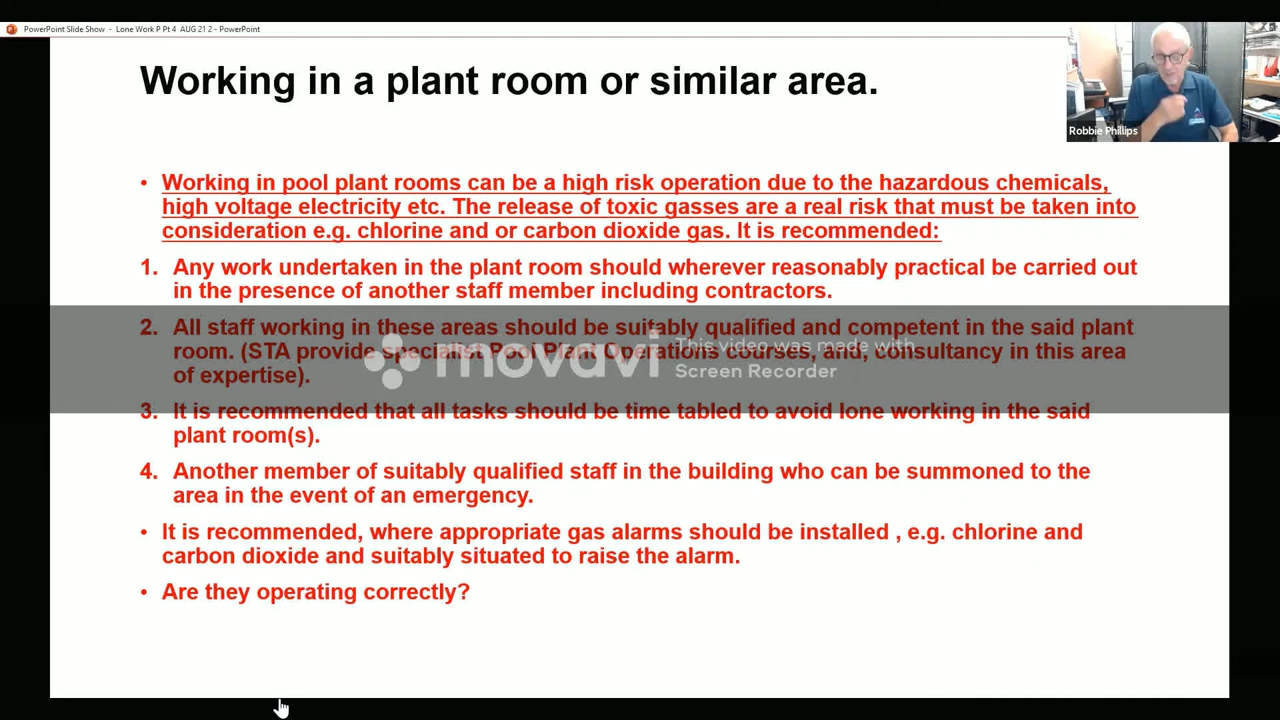 PowerPoint Slide Show - Lone Work P Pt 4 AUG 21 2 - PowerPoint
Working in a plant room or similar area.
Robbie Phillips
• Working in pool plant rooms can be a high risk operation due to the hazardous chemicals,
high voltage electricity etc. The release of toxic gasses are a real risk that must be taken into
consideration e.g. chlorine and or carbon dioxide gas. It is recommended:
1. Any work undertaken in the plant room should wherever reasonably practical be carried out
in the presence of another staff member including contractors.
2. All staff working in these areas should be suitably qualified and competent in the said plant
room. (STA provide specialist Pool Plant Operations courses, and, consultancy in this area
of expertise).
movavi
This video was made with
Screen Recorder
3. It is recommended that all tasks should be time tabled to avoid lone working in the said
plant room(s).
4. Another member of suitably qualified staff in the building who can be summoned to the
area in the event of an emergency.
• It is recommended, where appropriate gas alarms should be installed , e.g. chlorine and
carbon dioxide and suitably situated to raise the alarm.
• Are they operating correctly?